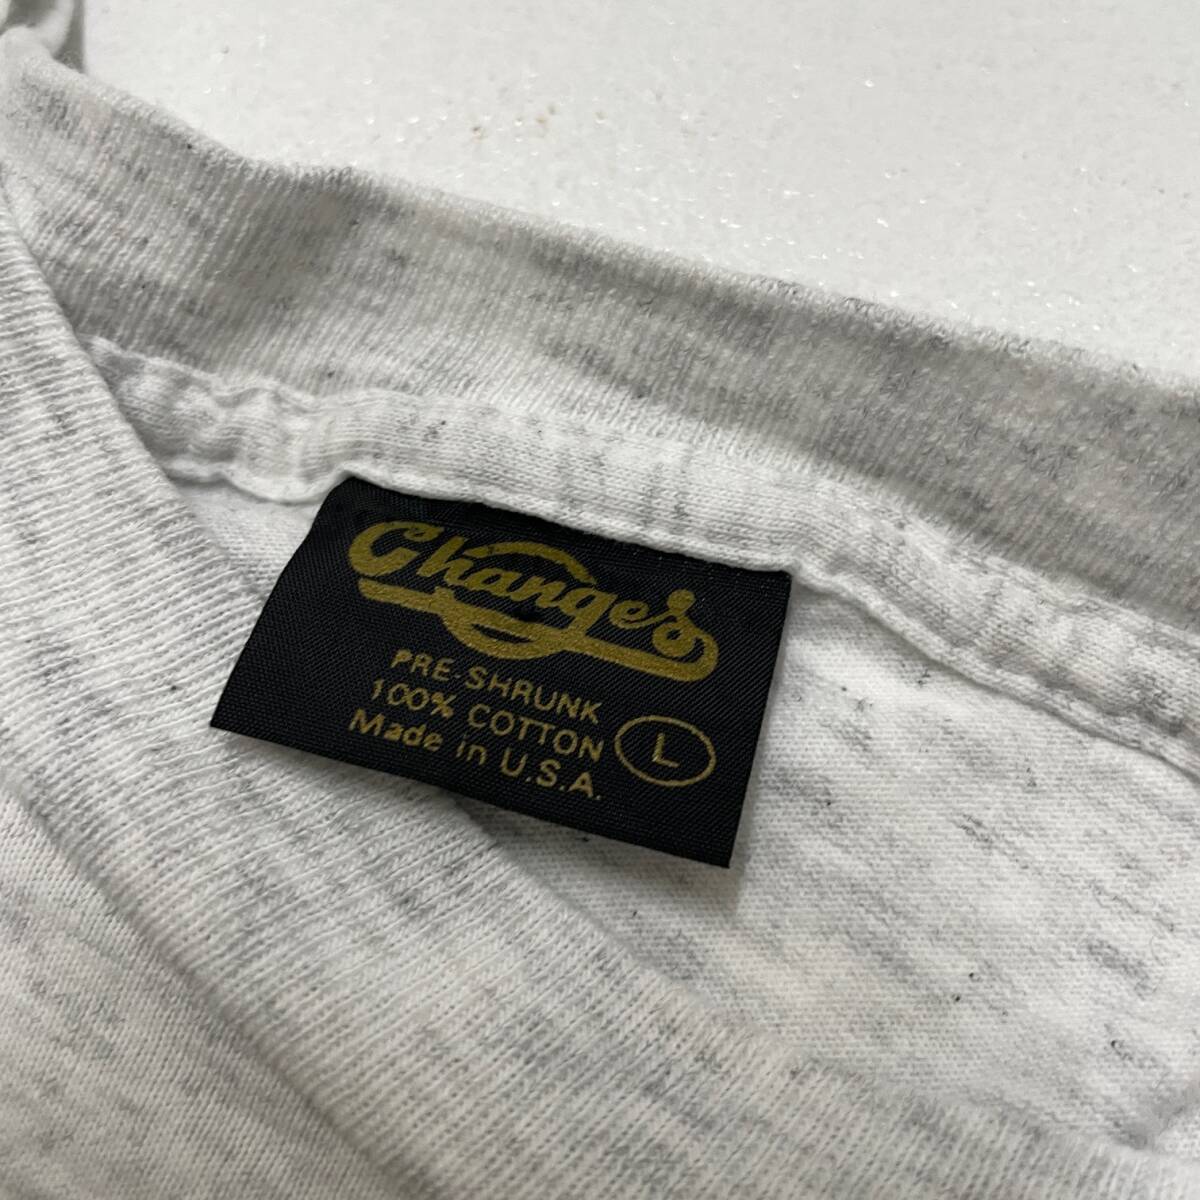 Changes
PRE-SHRUNK
100% COTTON
Made in U.S.A.
L